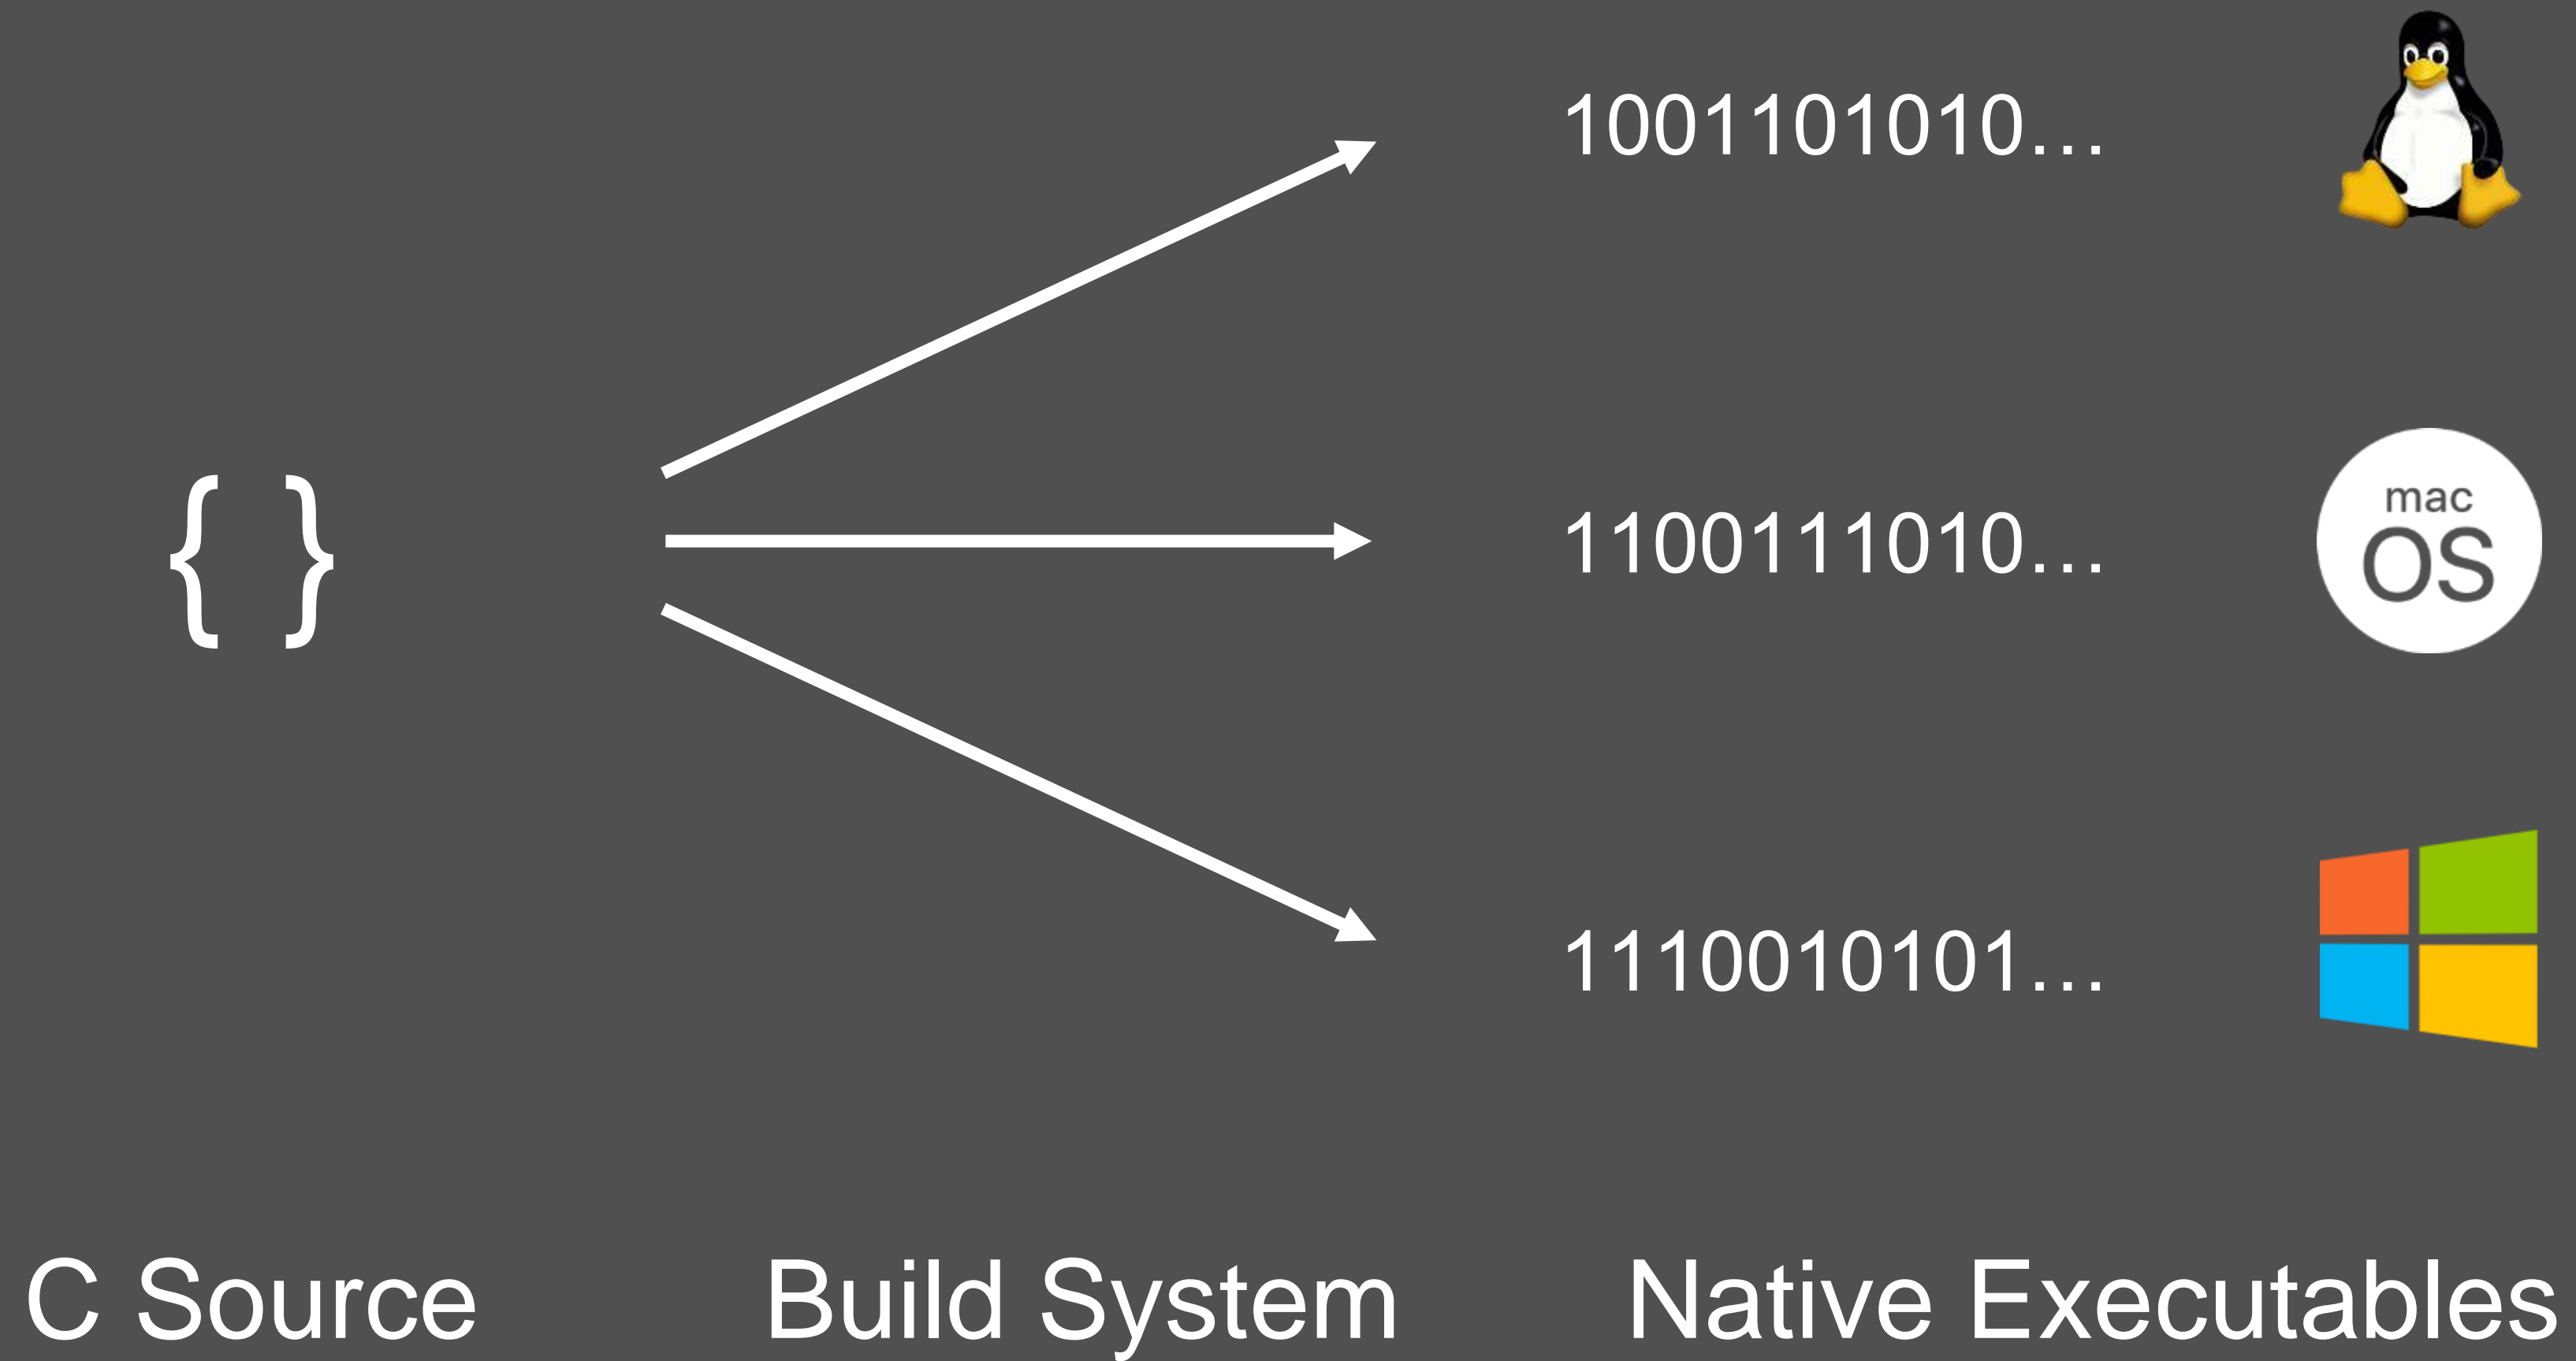 1001101010...
{ }
1100111010...
mac
OS
1110010101...
C Source
Build System
Native Executables